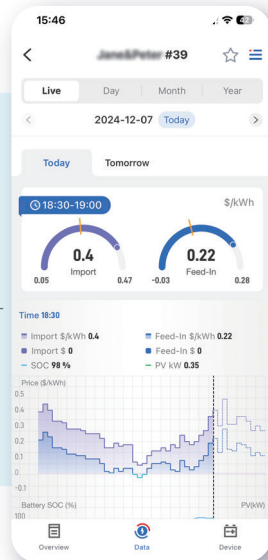 15:46
42
#39
Live Day Month Year
2024-12-07 Today
Today Tomorrow
18:30-19:00 $/kWh
0.4 0.22
Import Feed-In
0.05 0.47 -0.03 0.28
Time 18:30
Import $/kWh 0.4 Feed-In $/kWh 0.22
Import $ 0 Feed-In $ 0
SOC 98 % PV kW 0.35
Price ($/kWh)
0.5
0.4
0.3
0.2
0.1
0
-0.1
Battery SOC (%) PV(kW)
100
Overview Data Device